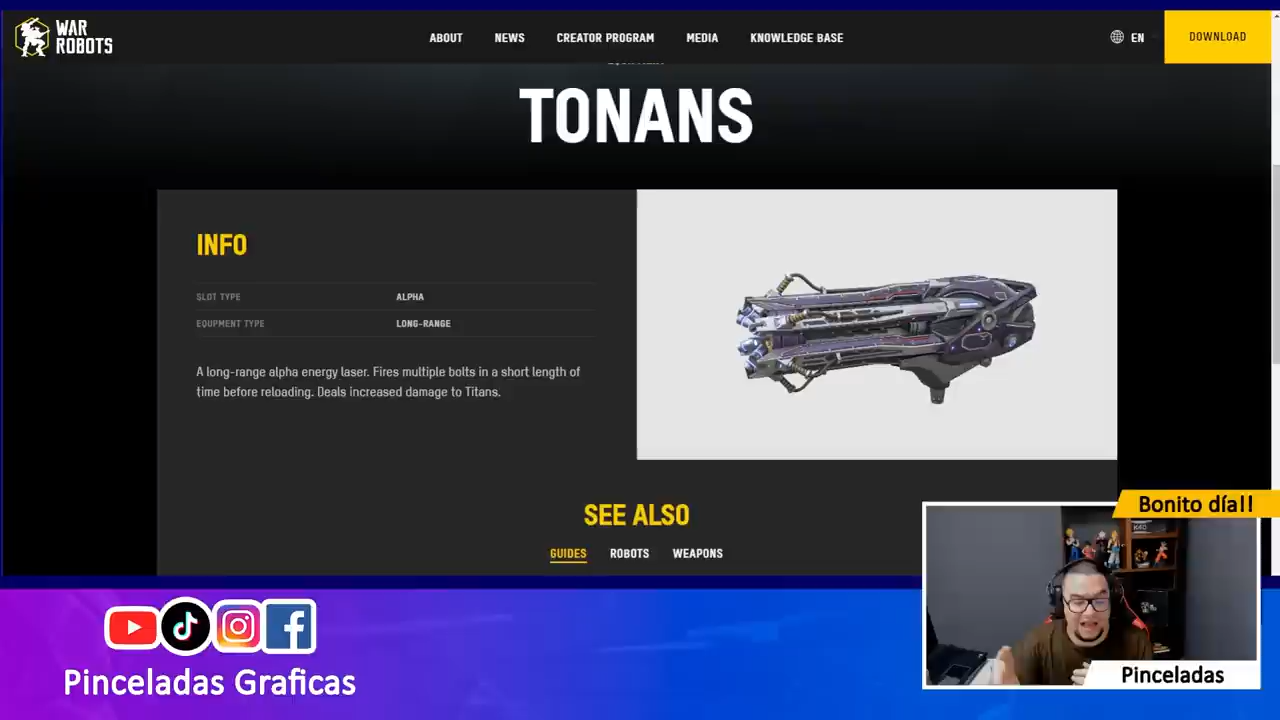 WAR
ROBOTS
ABOUT
NEWS
CREATOR PROGRAM
MEDIA
KNOWLEDGE BASE
EN
DOWNLOAD
TONANS
INFO
SLOT TYPE
ALPHA
EQUPMENT TYPE
LONG-RANGE
A long-range alpha energy laser. Fires multiple bolts in a short length of
time before reloading. Deals increased damage to Titans.
SEE ALSO
GUIDES
ROBOTS
WEAPONS
Bonito día!!
Pinceladas
Pinceladas Graficas